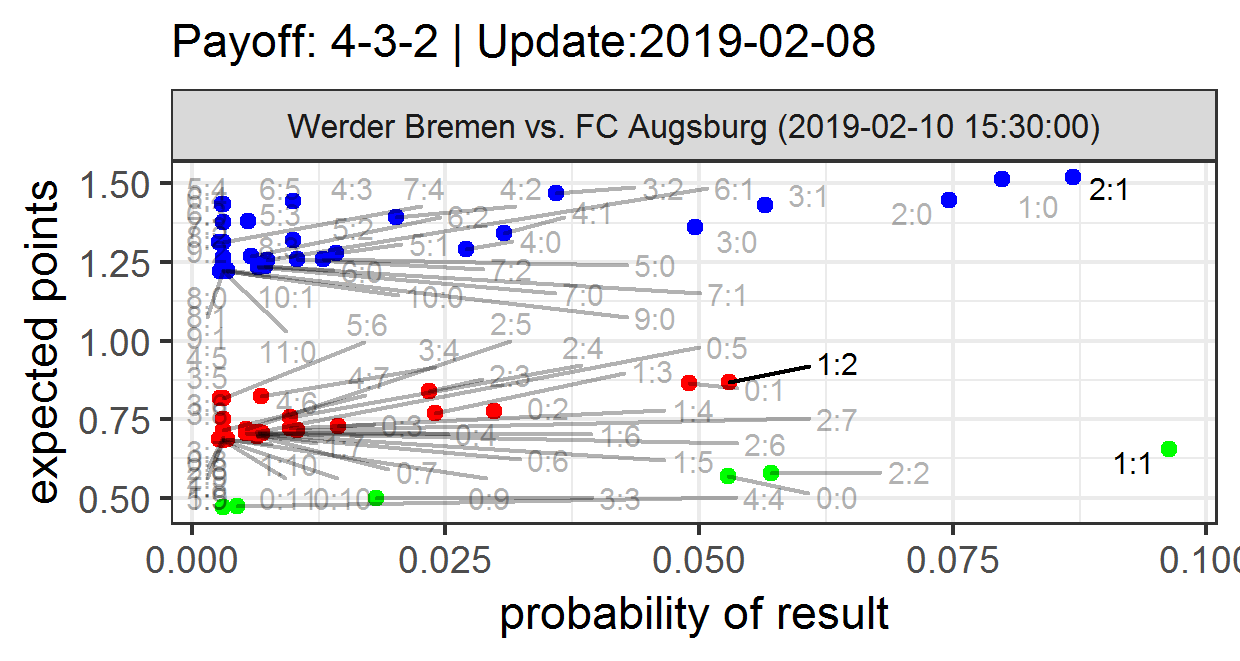 Payoff: 4-3-2 | Update:2019-02-08
Werder Bremen vs. FC Augsburg (2019-02-10 15:30:00)
expected points
1.50
1.25
1.00
0.75
0.50
5:4 6:5 4:3 7:4 4:2 3:2 6:1 3:1 2:1
5:3 6:2 4:1 2:0 1:0
5:2 5:1 4:0 3:0
6:0 7:2 5:0
8:0 10:1 10:0 7:0 7:1
9:1 9:0
11:0 5:6 2:5
4:5 3:4 2:4 0:5 1:2
3:5 4:7 2:3 1:3 0:1
4:6 0:2 1:4 2:7
0:3 0:4 1:6 2:6
1:7 0:6 1:5
1:10 0:7 1:1
2:2
0:11 0:10 0:9 3:3 4:4 0:0
0.000 0.025 0.050 0.075 0.100
probability of result